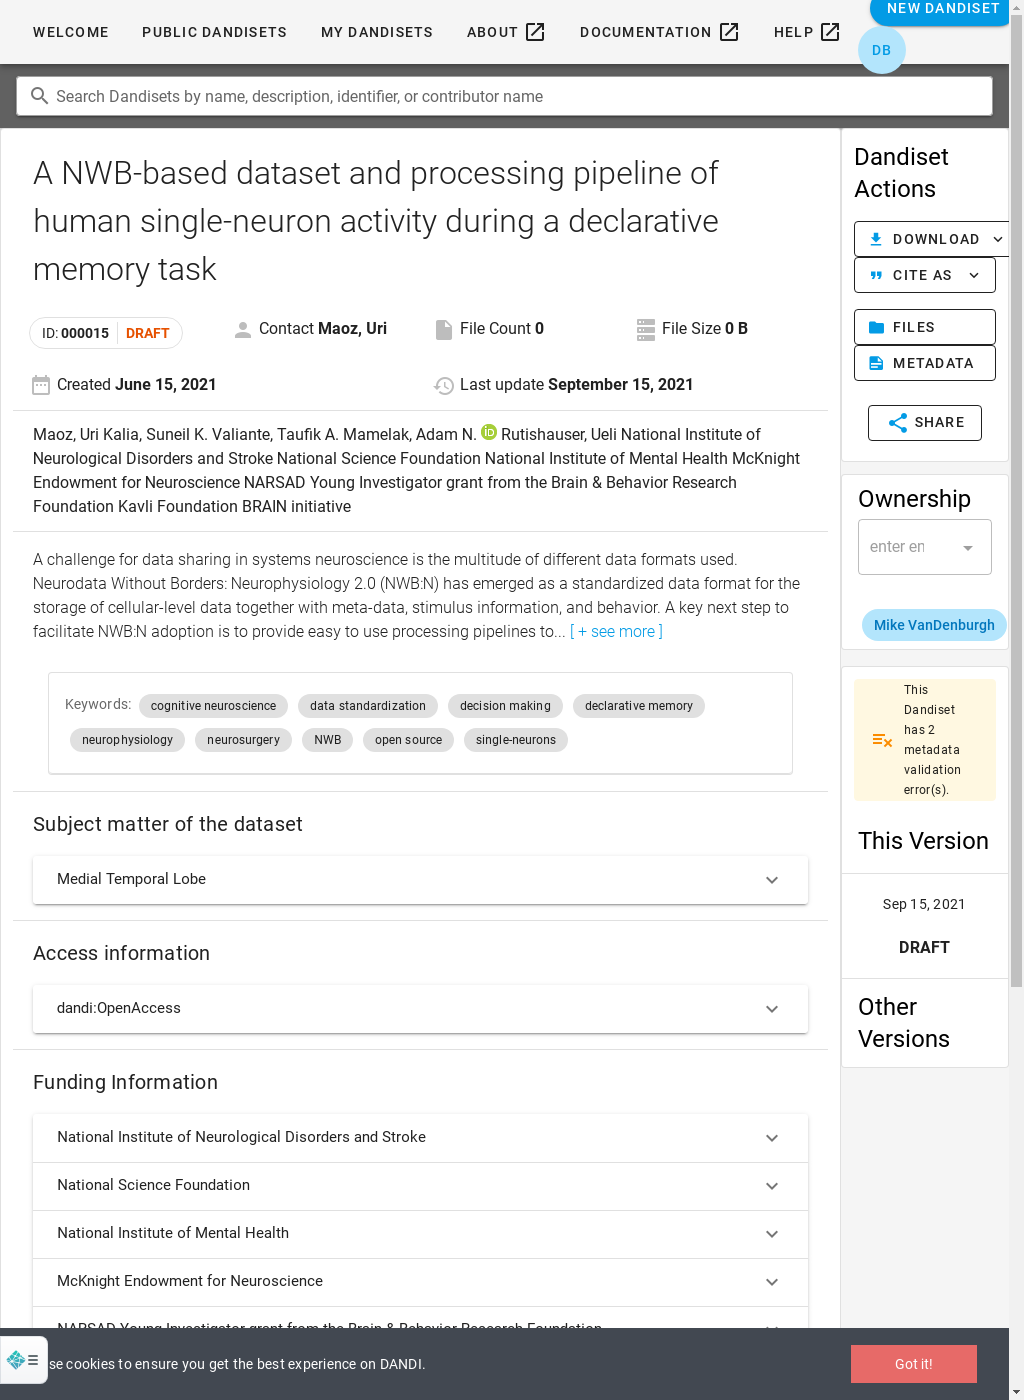 WELCOME PUBLIC DANDISETS MY DANDISETS ABOUT DOCUMENTATION HELP NEW DANDISET
DB
Search Dandisets by name, description, identifier, or contributor name
A NWB-based dataset and processing pipeline of
human single-neuron activity during a declarative
memory task
ID: 000015 DRAFT Contact Maoz, Uri File Count 0 File Size 0 B
Created June 15, 2021 Last update September 15, 2021
Maoz, Uri Kalia, Suneil K. Valiante, Taufik A. Mamelak, Adam N. iD Rutishauser, Ueli National Institute of
Neurological Disorders and Stroke National Science Foundation National Institute of Mental Health McKnight
Endowment for Neuroscience NARSAD Young Investigator grant from the Brain & Behavior Research
Foundation Kavli Foundation BRAIN initiative
A challenge for data sharing in systems neuroscience is the multitude of different data formats used.
Neurodata Without Borders: Neurophysiology 2.0 (NWB:N) has emerged as a standardized data format for the
storage of cellular-level data together with meta-data, stimulus information, and behavior. A key next step to
facilitate NWB:N adoption is to provide easy to use processing pipelines to... [ + see more ]
Keywords: cognitive neuroscience data standardization decision making declarative memory
neurophysiology neurosurgery NWB open source single-neurons
Subject matter of the dataset
Medial Temporal Lobe
Access information
dandi:OpenAccess
Funding Information
National Institute of Neurological Disorders and Stroke
National Science Foundation
National Institute of Mental Health
McKnight Endowment for Neuroscience
NARSAD Young Investigator grant from the Brain & Behavior Research Foundation
Dandiset
Actions
DOWNLOAD
CITE AS
FILES
METADATA
SHARE
Ownership
enter en
Mike VanDenburgh
This
Dandiset
has 2
metadata
validation
error(s).
This Version
Sep 15, 2021
DRAFT
Other
Versions
se cookies to ensure you get the best experience on DANDI.
Got it!